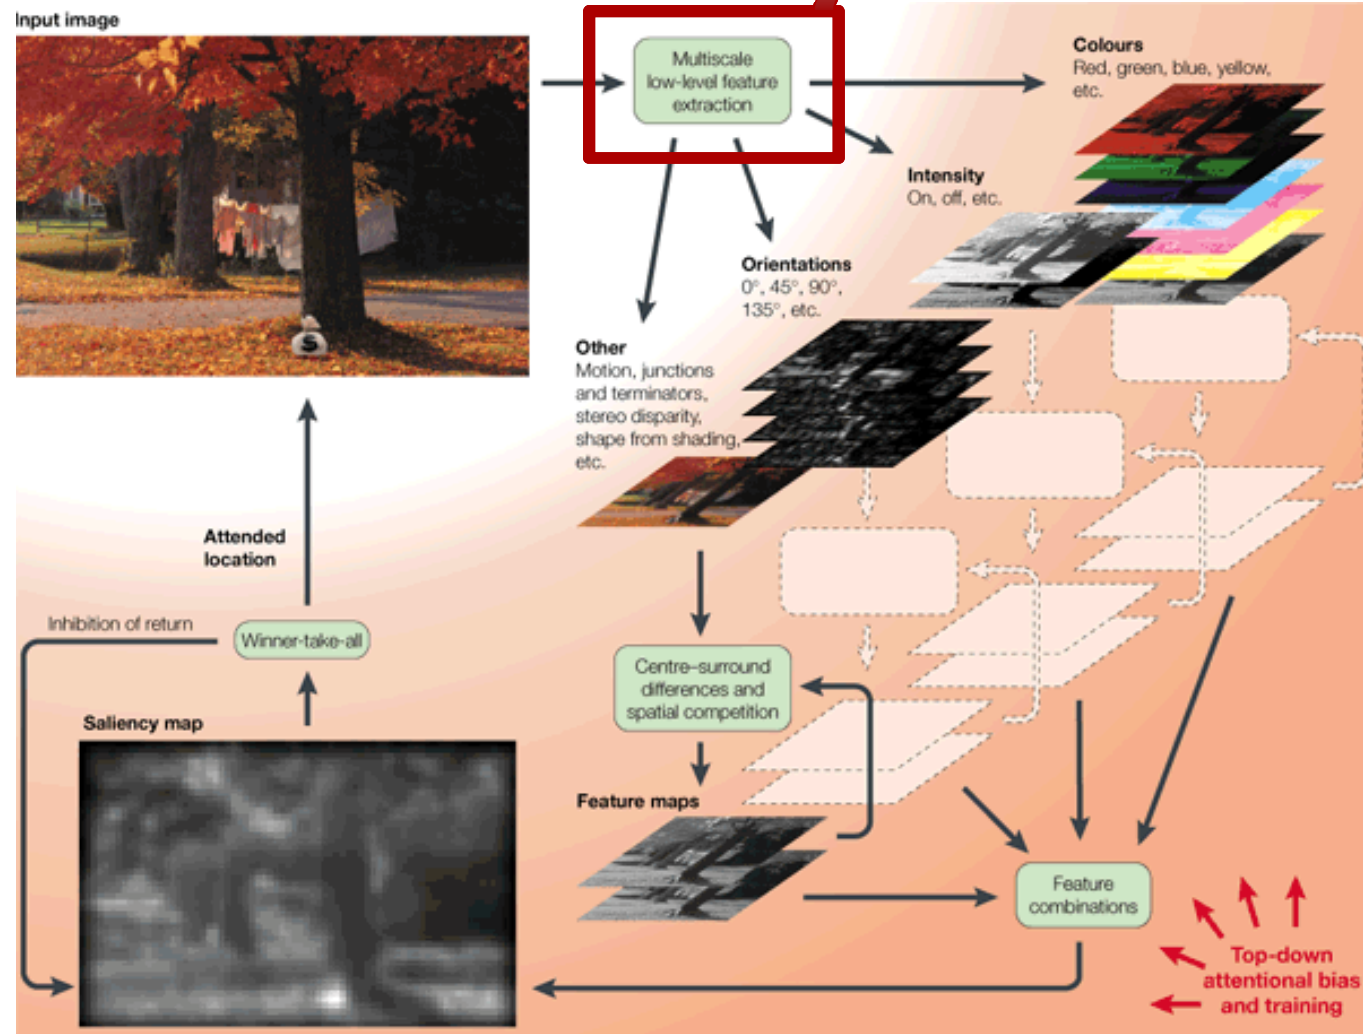 Input image
Multiscale
low-level feature
extraction
Colours
Red, green, blue, yellow,
etc.
Intensity
On, off, etc.
Orientations
0°, 45°, 90°,
135°, etc.
Other
Motion, junctions
and terminators,
stereo disparity,
shape from shading,
etc.
$
Attended
location
Inhibition of return
Winner-take-all
Centre–surround
differences and
spatial competition
Saliency map
Feature maps
Feature
combinations
Top-down
attentional bias
and training